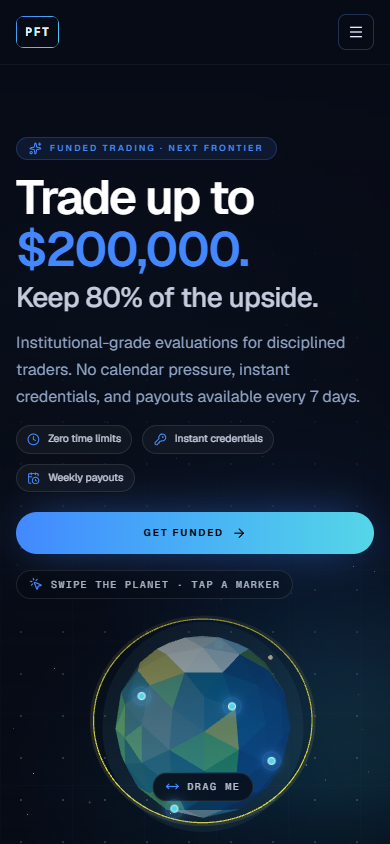 PFT
FUNDED TRADING · NEXT FRONTIER
Trade up to
$200,000.
Keep 80% of the upside.
Institutional-grade evaluations for disciplined
traders. No calendar pressure, instant
credentials, and payouts available every 7 days.
Zero time limits
Instant credentials
Weekly payouts
GET FUNDED
SWIPE THE PLANET · TAP A MARKER
DRAG ME